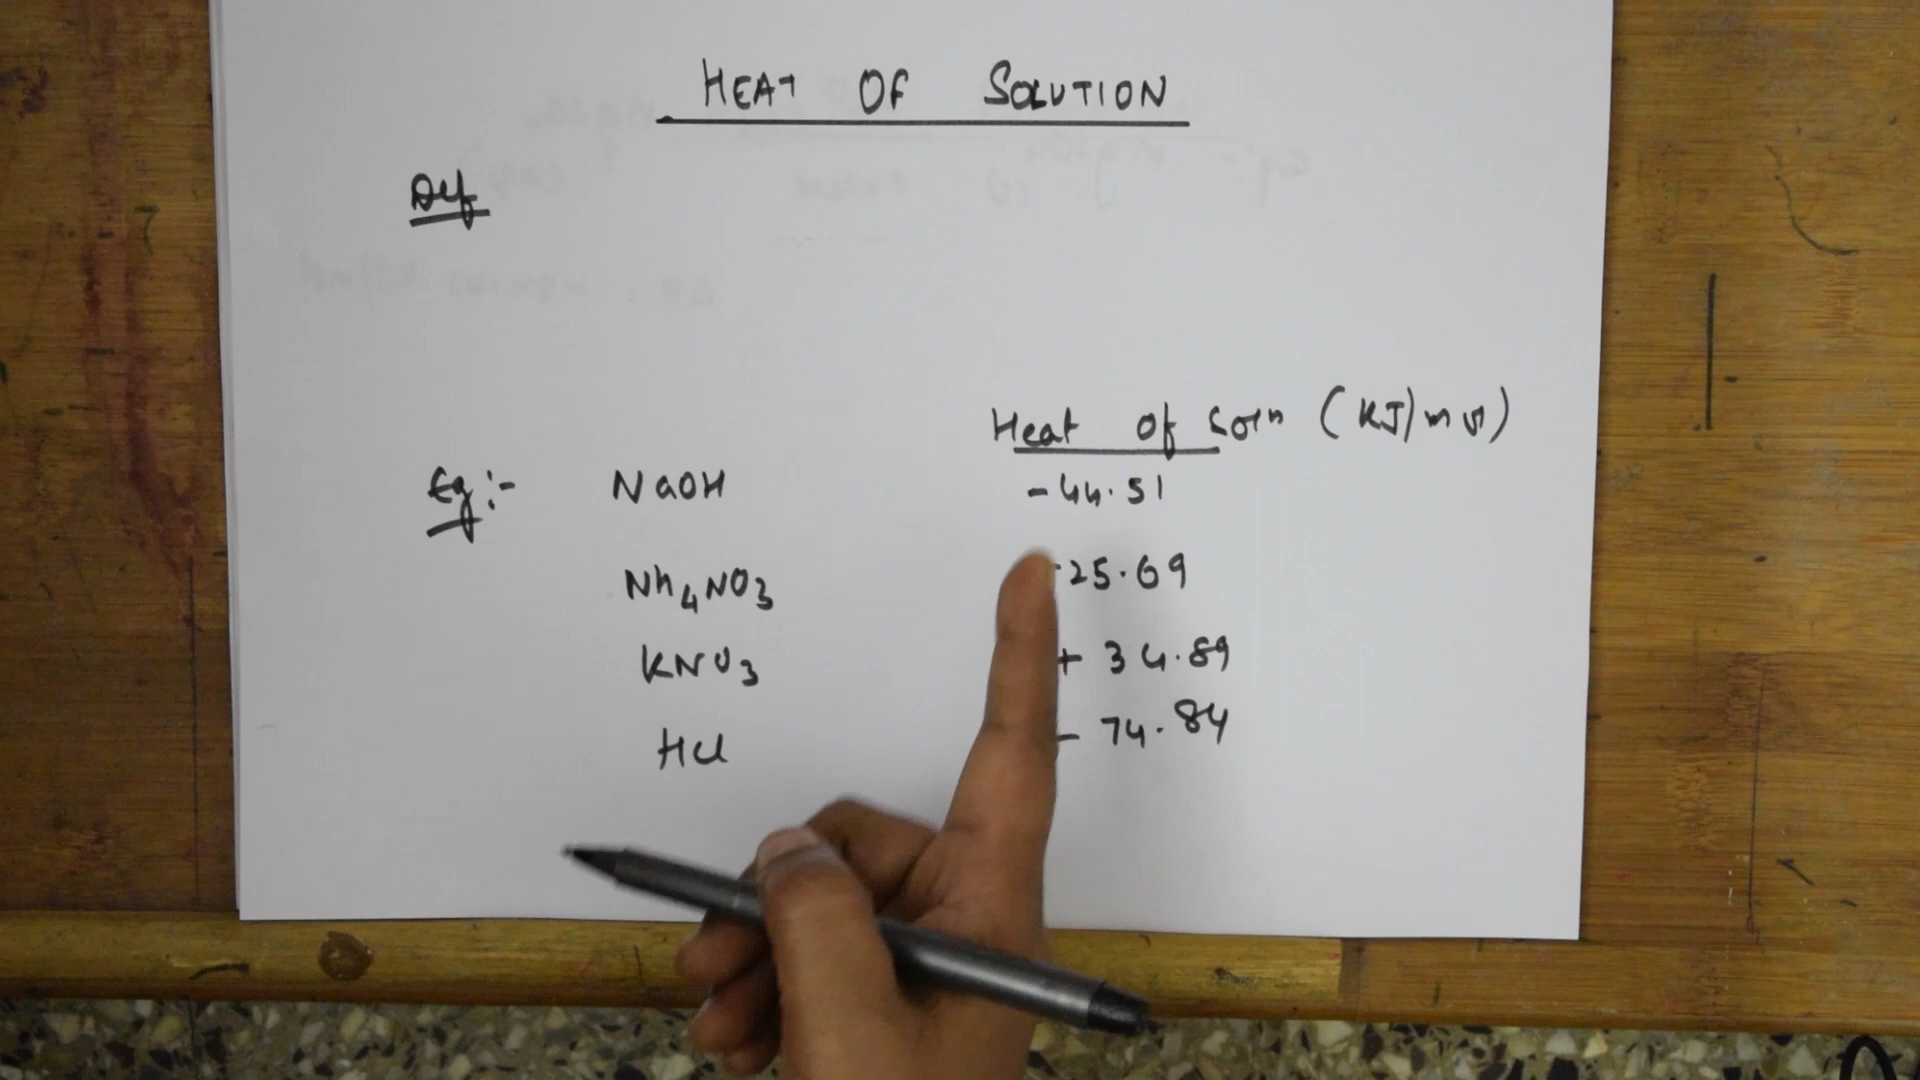 HEAT OF SOLUTION
Def
Heat Of Soln (KJ/mol)
Eg:- NaOH -44.51
Nh4NO3 25.69
KNO3 + 34.89
HCl - 74.84